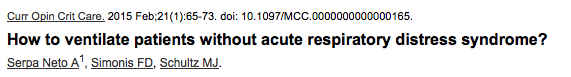 Curr Opin Crit Care. 2015 Feb;21(1):65-73. doi: 10.1097/MCC.0000000000000165.
How to ventilate patients without acute respiratory distress syndrome?
Serpa Neto A1, Simonis FD, Schultz MJ.